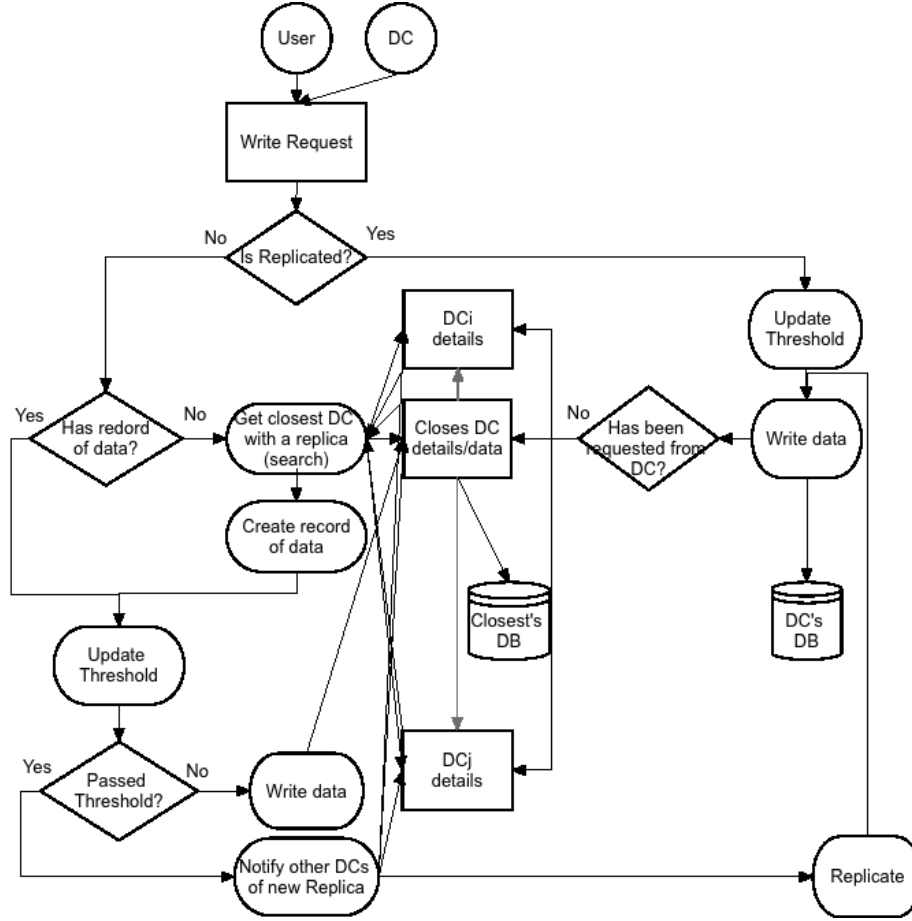 User
DC
Write Request
No
Yes
Is Replicated?
DCi
details
Update
Threshold
Yes
Has redord
of data?
No
Get closest DC
with a replica
(search)
Closes DC
details/data
No
Has been
requested from
DC?
Write data
Create record
of data
Closest's
DB
DC's
DB
Update
Threshold
DCj
details
Yes
Passed
Threshold?
No
Write data
Notify other DCs
of new Replica
Replicate